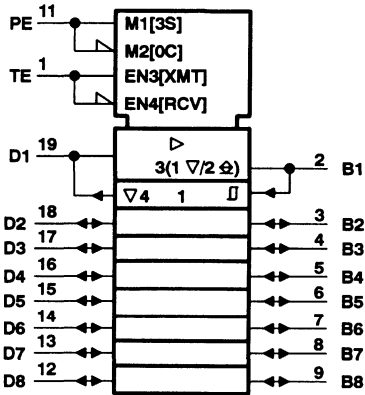 PE 11 M1[3S]
M2[0C]
TE 1 EN3[XMT]
EN4[RCV]
▷
D1 19 3(1 ▽/2 ⎒) 2 B1
▽4 1
D2 18 3 B2
D3 17 4 B3
D4 16 5 B4
D5 15 6 B5
D6 14 7 B6
D7 13 8 B7
D8 12 9 B8